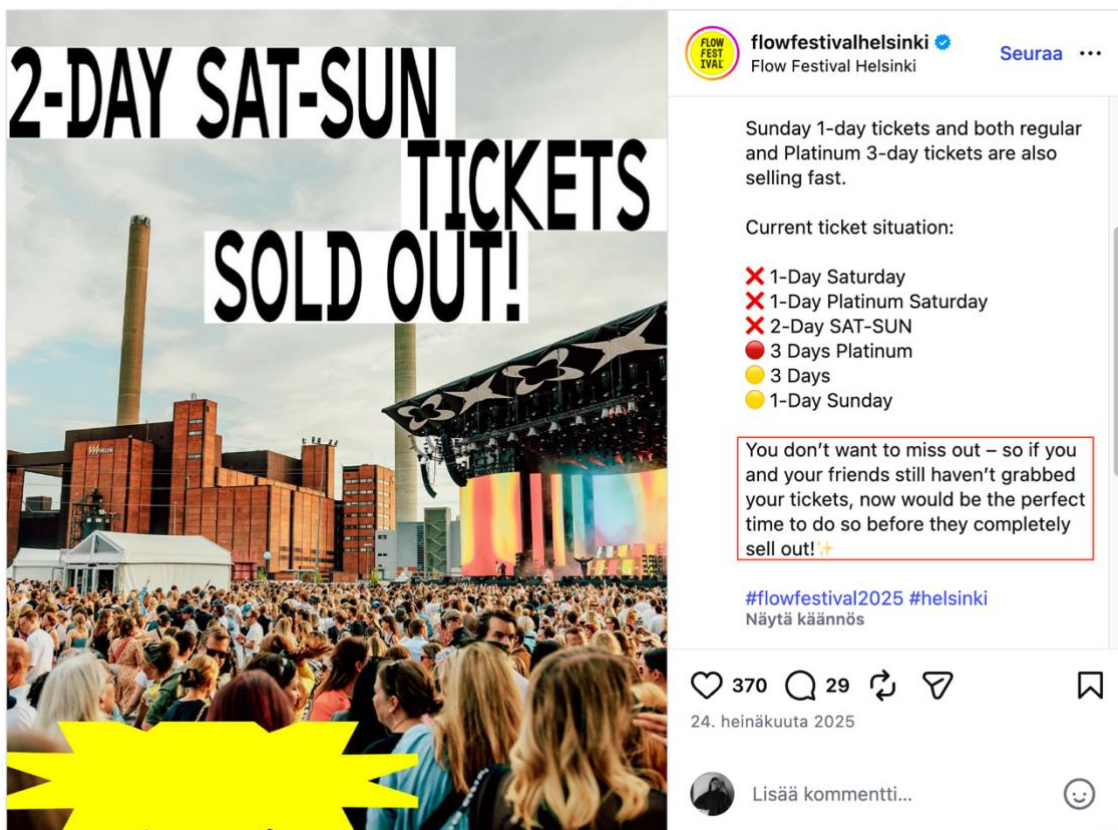 2-DAY SAT-SUN
TICKETS
SOLD OUT!
FLOW
FEST
IVAL
flowfestivalhelsinki
Flow Festival Helsinki
Seuraa
Sunday 1-day tickets and both regular
and Platinum 3-day tickets are also
selling fast.
Current ticket situation:
❌ 1-Day Saturday
❌ 1-Day Platinum Saturday
❌ 2-Day SAT-SUN
🔴 3 Days Platinum
🟡 3 Days
🟡 1-Day Sunday
You don’t want to miss out – so if you
and your friends still haven’t grabbed
your tickets, now would be the perfect
time to do so before they completely
sell out!✨
#flowfestival2025 #helsinki
Näytä käännös
370 29
24. heinäkuuta 2025
Lisää kommentti...